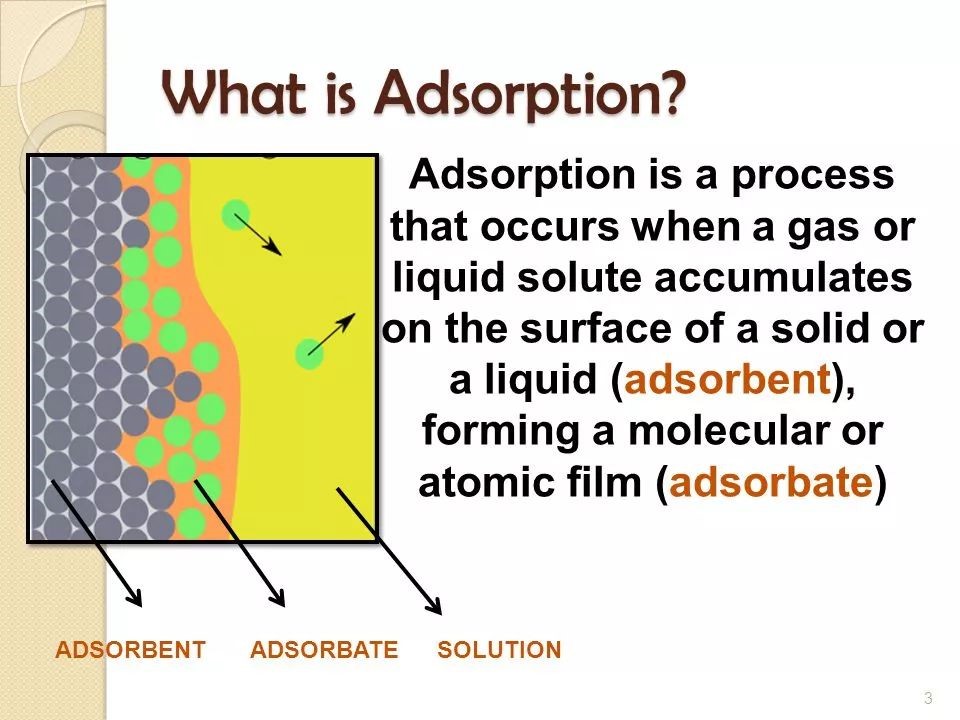 What is Adsorption?
Adsorption is a process
that occurs when a gas or
liquid solute accumulates
on the surface of a solid or
a liquid (adsorbent),
forming a molecular or
atomic film (adsorbate)
ADSORBENT ADSORBATE SOLUTION
3